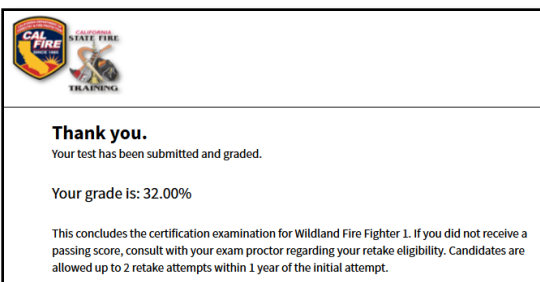 CAL
FIRE
SINCE 1885
CALIFORNIA
STATE FIRE
TRAINING
Thank you.
Your test has been submitted and graded.
Your grade is: 32.00%
This concludes the certification examination for Wildland Fire Fighter 1. If you did not receive a
passing score, consult with your exam proctor regarding your retake eligibility. Candidates are
allowed up to 2 retake attempts within 1 year of the initial attempt.